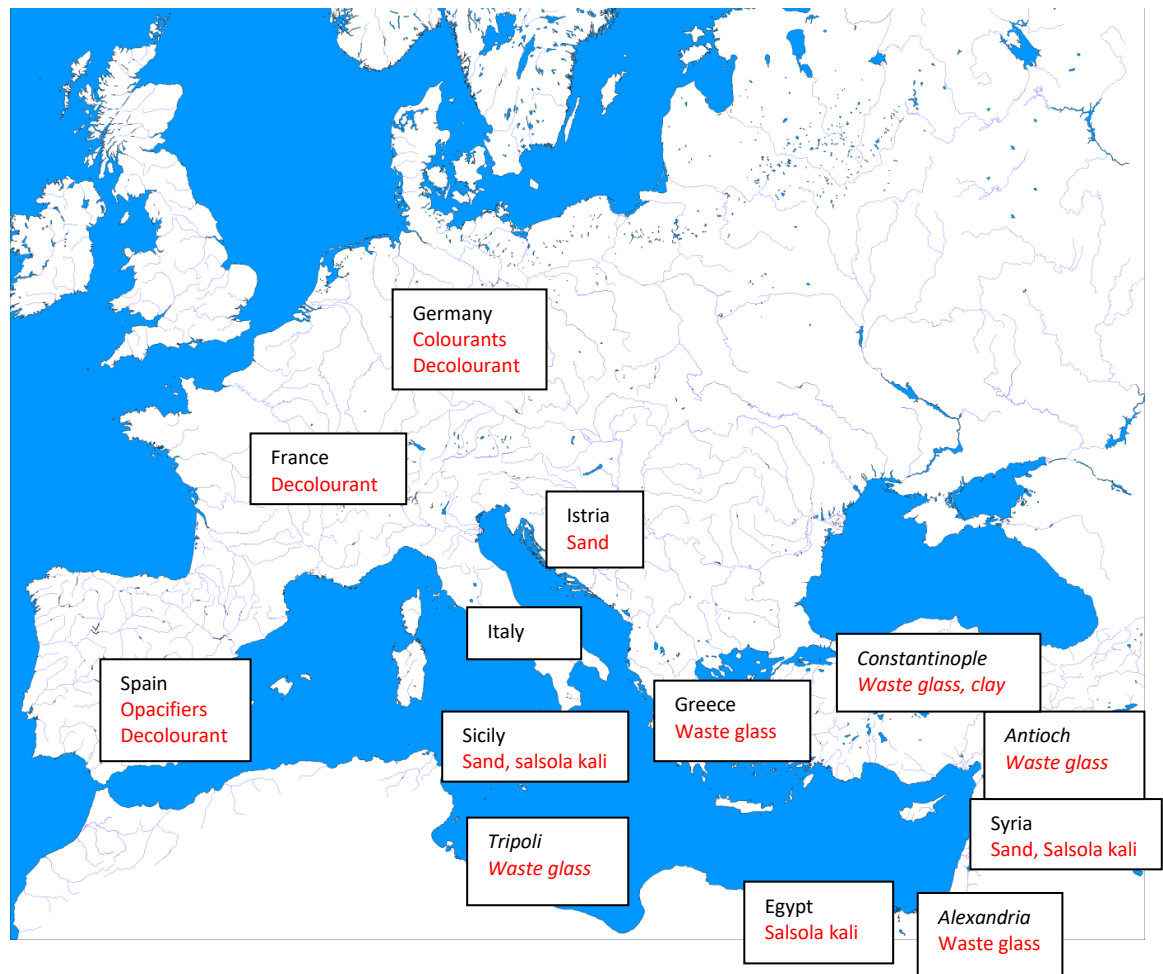 Germany
Colourants
Decolourant
France
Decolourant
Istria
Sand
Italy
Constantinople
Waste glass, clay
Spain
Opacifiers
Decolourant
Greece
Waste glass
Sicily
Sand, salsola kali
Antioch
Waste glass
Tripoli
Waste glass
Syria
Sand, Salsola kali
Egypt
Salsola kali
Alexandria
Waste glass